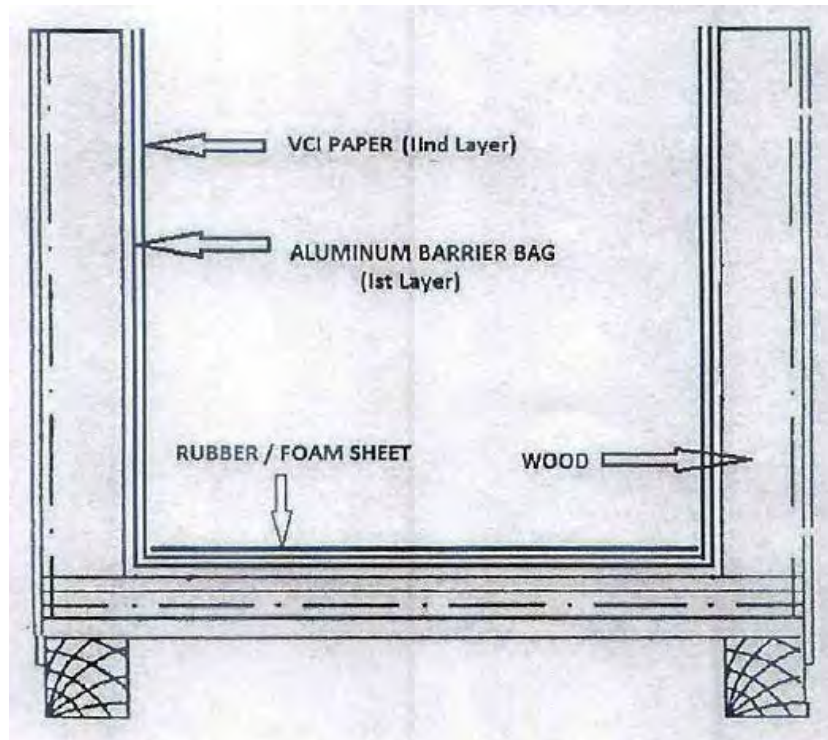 VCI PAPER (IInd Layer)
ALUMINUM BARRIER BAG
(Ist Layer)
RUBBER / FOAM SHEET
WOOD